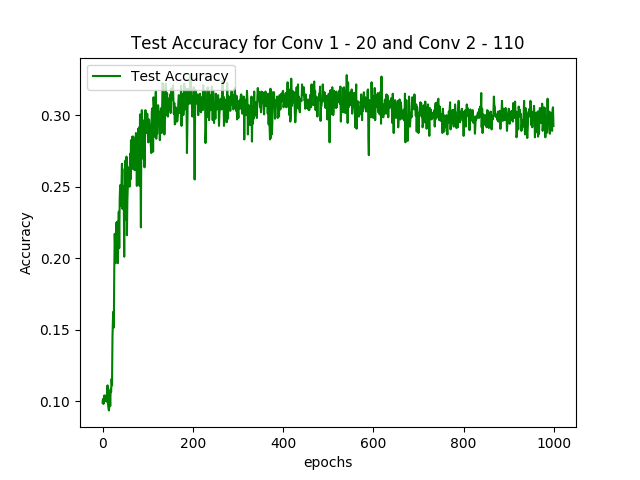 Test Accuracy for Conv 1 - 20 and Conv 2 - 110
Test Accuracy
0.30
0.25
0.20
0.15
0.10
Accuracy
0 200 400 600 800 1000
epochs